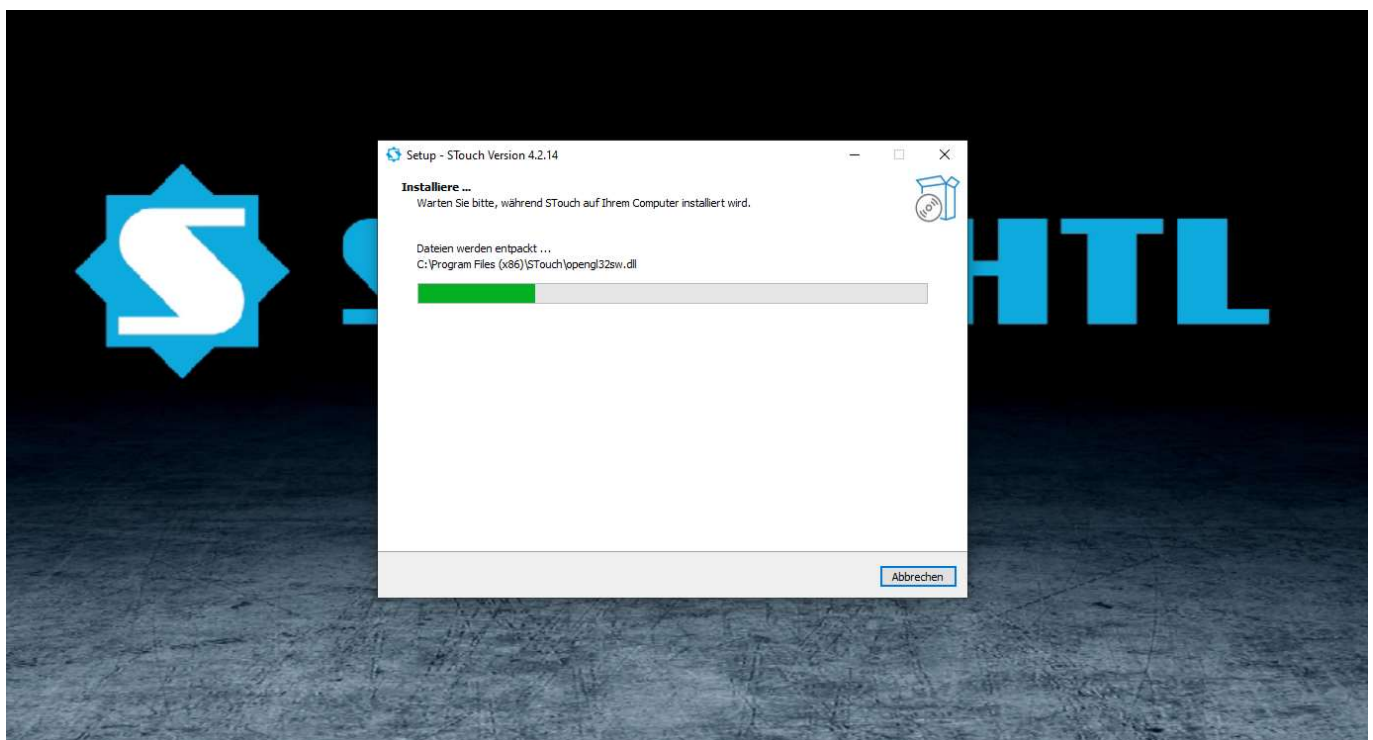 Setup - STouch Version 4.2.14
Installiere ...
Warten Sie bitte, während STouch auf Ihrem Computer installiert wird.
Dateien werden entpackt ...
C:\Program Files (x86)\STouch\opengl32sw.dll
HTL
Abbrechen